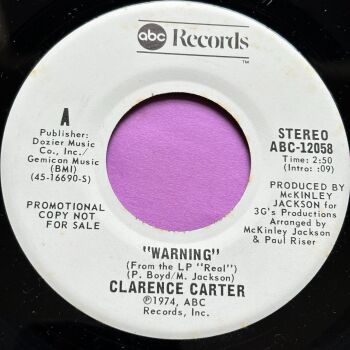 abc Records
TM
A
Publisher:
Dozier Music
Co., Inc./
Gemican Music
(BMI)
(45-16690-S)
PROMOTIONAL
COPY NOT
FOR SALE
STEREO
ABC-12058
Time: 2:50
(Intro: :09)
PRODUCED BY
McKINLEY
JACKSON for
3G's Productions
Arranged by
McKinley Jackson
& Paul Riser
"WARNING"
(From the LP "Real")
(P. Boyd/M. Jackson)
CLARENCE CARTER
℗1974, ABC
Records, Inc.